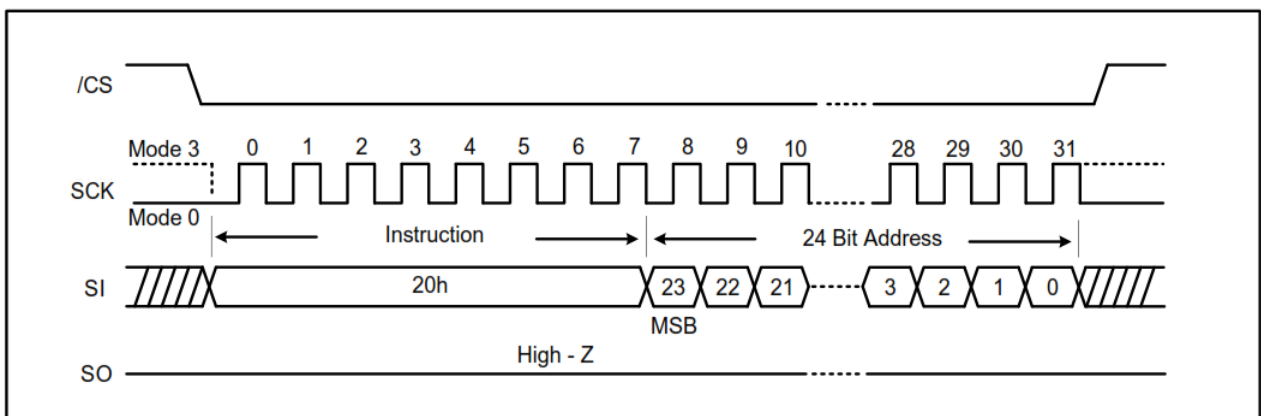 /CS
Mode 3 0 1 2 3 4 5 6 7 8 9 10 28 29 30 31
SCK
Mode 0
Instruction 24 Bit Address
SI 20h 23 22 21 3 2 1 0
MSB
High - Z
SO